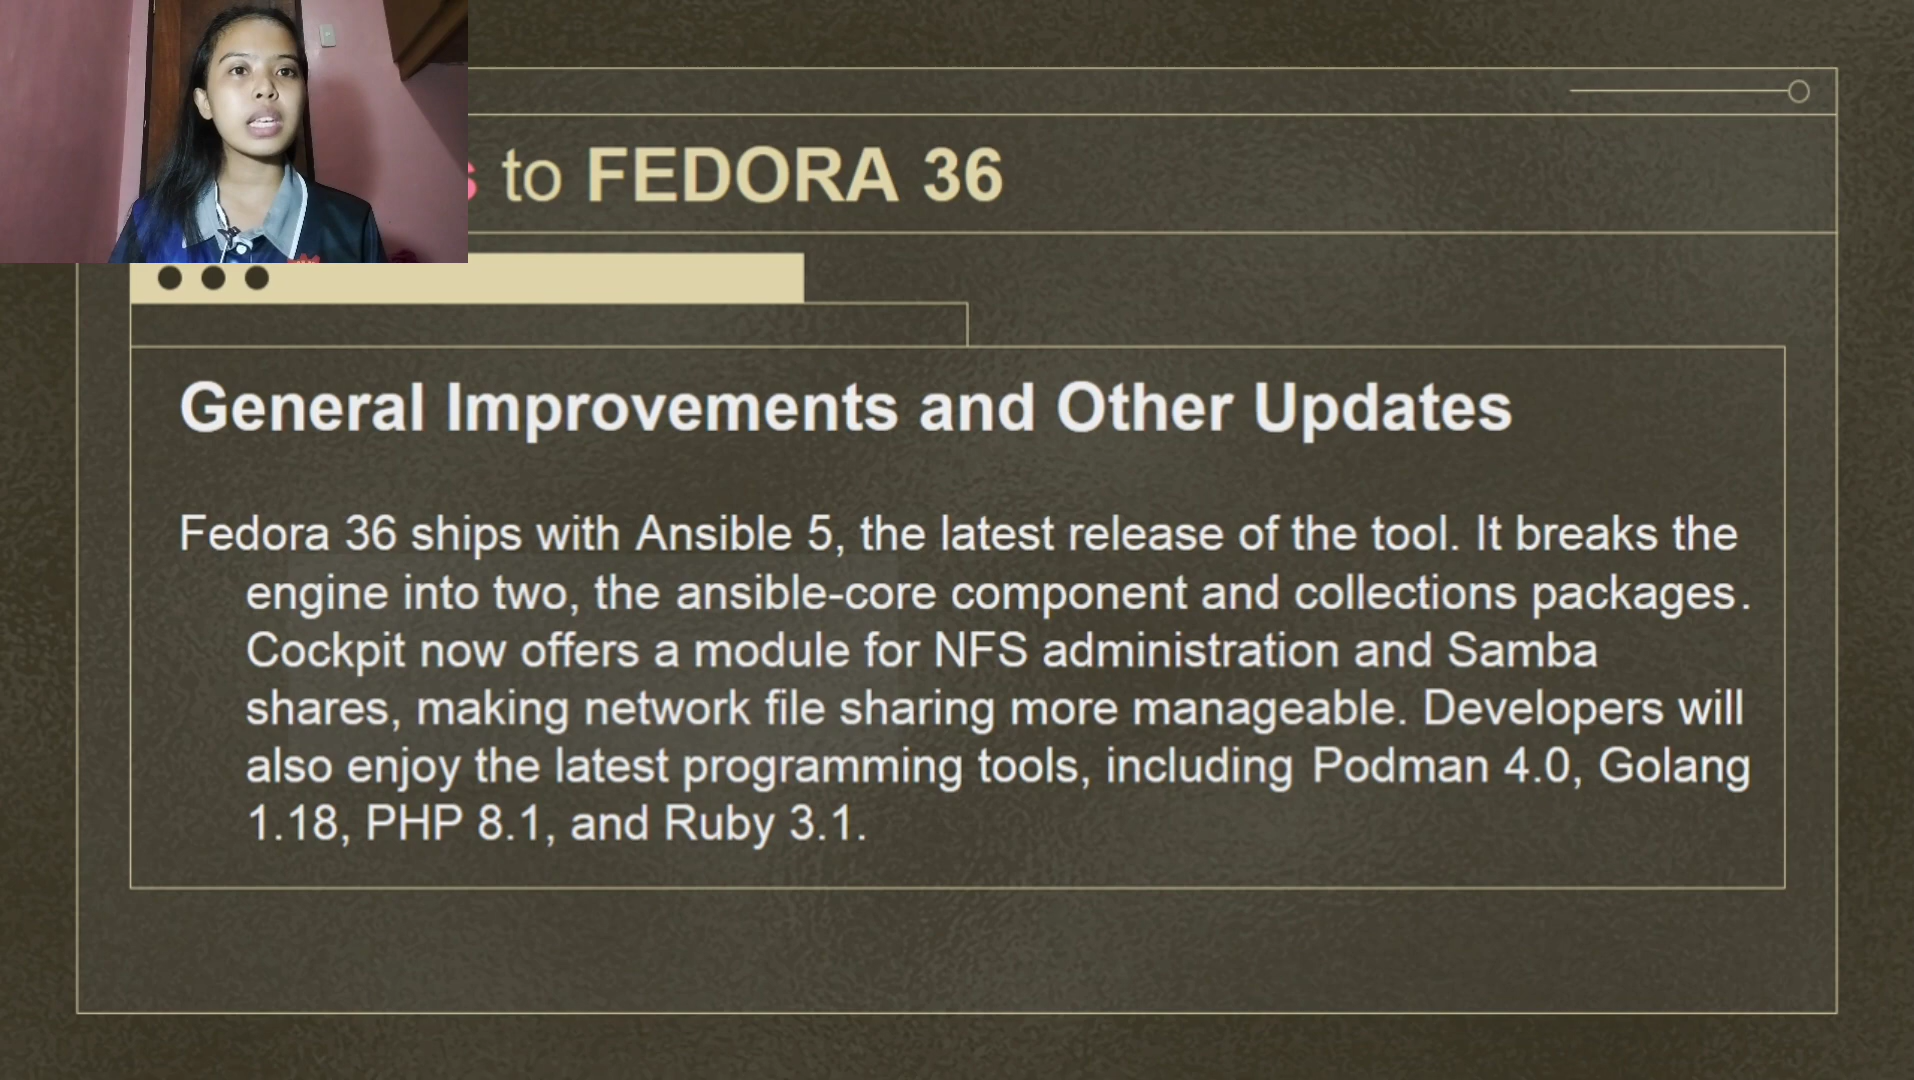 to FEDORA 36
General Improvements and Other Updates
Fedora 36 ships with Ansible 5, the latest release of the tool. It breaks the
engine into two, the ansible-core component and collections packages.
Cockpit now offers a module for NFS administration and Samba
shares, making network file sharing more manageable. Developers will
also enjoy the latest programming tools, including Podman 4.0, Golang
1.18, PHP 8.1, and Ruby 3.1.